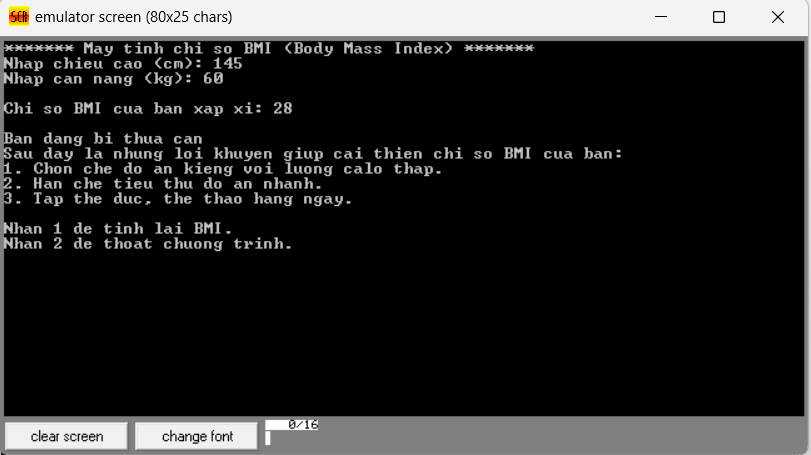 SCR emulator screen (80x25 chars)
******* May tinh chi so BMI (Body Mass Index) *******
Nhap chieu cao (cm): 145
Nhap can nang (kg): 60
Chi so BMI cua ban xap xi: 28
Ban dang bi thua can
Sau day la nhung loi khuyen giup cai thien chi so BMI cua ban:
1. Chon che do an kieng voi luong calo thap.
2. Han che tieu thu do an nhanh.
3. Tap the duc, the thao hang ngay.
Nhan 1 de tinh lai BMI.
Nhan 2 de thoat chuong trinh.
clear screen change font 0/16